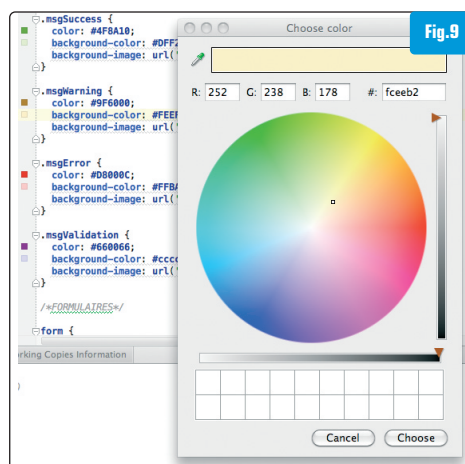 .msgSuccess {
color: #4F8A10;
background-color: #DFF2
background-image: url('
}
.msgWarning {
color: #9F6000;
background-color: #FEEF
background-image: url('
}
.msgError {
color: #D8000C;
background-color: #FFBA
background-image: url('
}
.msgValidation {
color: #660066;
background-color: #cccc
background-image: url('
}
/*FORMULAIRES*/
form {
rking Copies Information
)
Choose color
Fig.9
R: 252 G: 238 B: 178 #: fceeb2
Cancel Choose